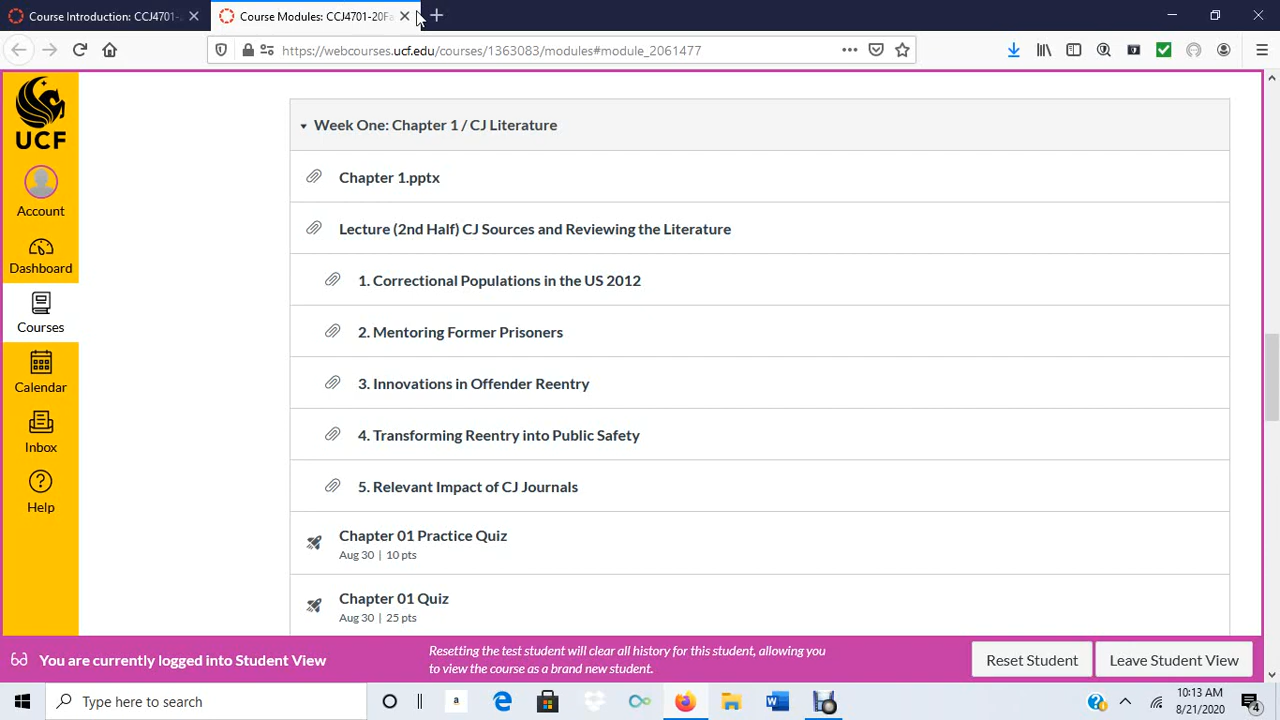 Course Introduction: CCJ4701-
Course Modules: CCJ4701-20Fa
https://webcourses.ucf.edu/courses/1363083/modules#module_2061477
UCF
Account
Dashboard
Courses
Calendar
Inbox
Help
Week One: Chapter 1 / CJ Literature
Chapter 1.pptx
Lecture (2nd Half) CJ Sources and Reviewing the Literature
1. Correctional Populations in the US 2012
2. Mentoring Former Prisoners
3. Innovations in Offender Reentry
4. Transforming Reentry into Public Safety
5. Relevant Impact of CJ Journals
Chapter 01 Practice Quiz
Aug 30 | 10 pts
Chapter 01 Quiz
Aug 30 | 25 pts
You are currently logged into Student View
Resetting the test student will clear all history for this student, allowing you
to view the course as a brand new student.
Reset Student
Leave Student View
Type here to search
10:13 AM
8/21/2020
4